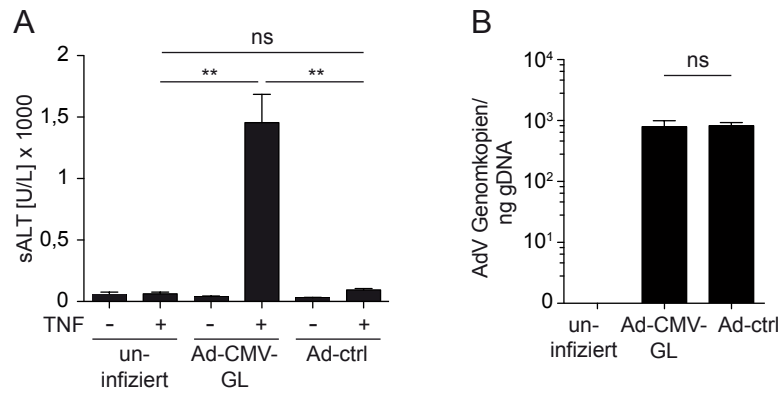 A
sALT [U/L] x 1000
2
1,5
1
0,5
0
ns
** **
TNF - + - + - +
un-
infiziert
Ad-CMV-
GL
Ad-ctrl
B
AdV Genomkopien/
ng gDNA
10⁴
10³
10²
10¹
0
ns
un-
infiziert
Ad-CMV-
GL
Ad-ctrl